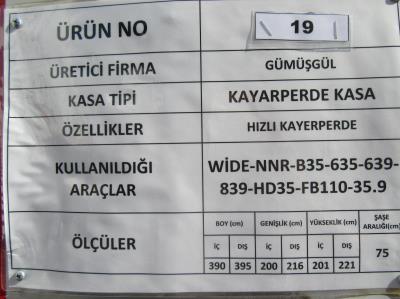 ÜRÜN NO 19
ÜRETİCİ FİRMA GÜMÜŞGÜL
KASA TİPİ KAYARPERDE KASA
ÖZELLİKLER HIZLI KAYERPERDE
KULLANILDIĞI ARAÇLAR
WİDE-NNR-B35-635-639-
839-HD35-FB110-35.9
ÖLÇÜLER
BOY (cm) GENİŞLİK (cm) YÜKSEKLİK (cm) ŞAŞE ARALIĞI(cm)
İÇ DIŞ İÇ DIŞ İÇ DIŞ
390 395 200 216 201 221 75